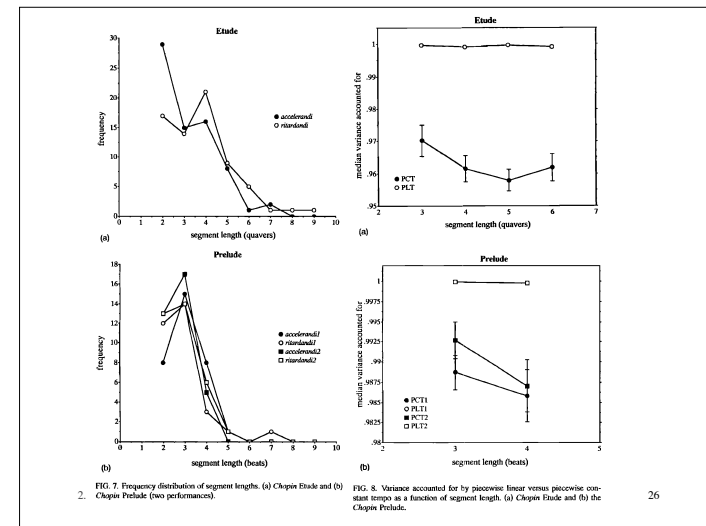 Etude
30
25
20
15
10
5
0
frequency
accelerandi
ritardandi
0 1 2 3 4 5 6 7 8 9 10
segment length (quavers)
(a)
Prelude
18
16
14
12
10
8
6
4
2
0
frequency
accelerandi1
ritardandi1
accelerandi2
ritardandi2
0 1 2 3 4 5 6 7 8 9 10
segment length (beats)
(b)
FIG. 7. Frequency distribution of segment lengths. (a) Chopin Etude and (b)
Chopin Prelude (two performances).
Etude
1
.99
.98
.97
.96
.95
median variance accounted for
PCT
PLT
2 3 4 5 6 7
segment length (quavers)
(a)
Prelude
1
.9975
.995
.9925
.99
.9875
.985
.9825
.98
median variance accounted for
PCT1
PLT1
PCT2
PLT2
2 3 4 5
segment length (beats)
(b)
FIG. 8. Variance accounted for by piecewise linear versus piecewise con-
stant tempo as a function of segment length. (a) Chopin Etude and (b) the
Chopin Prelude.
2.
26